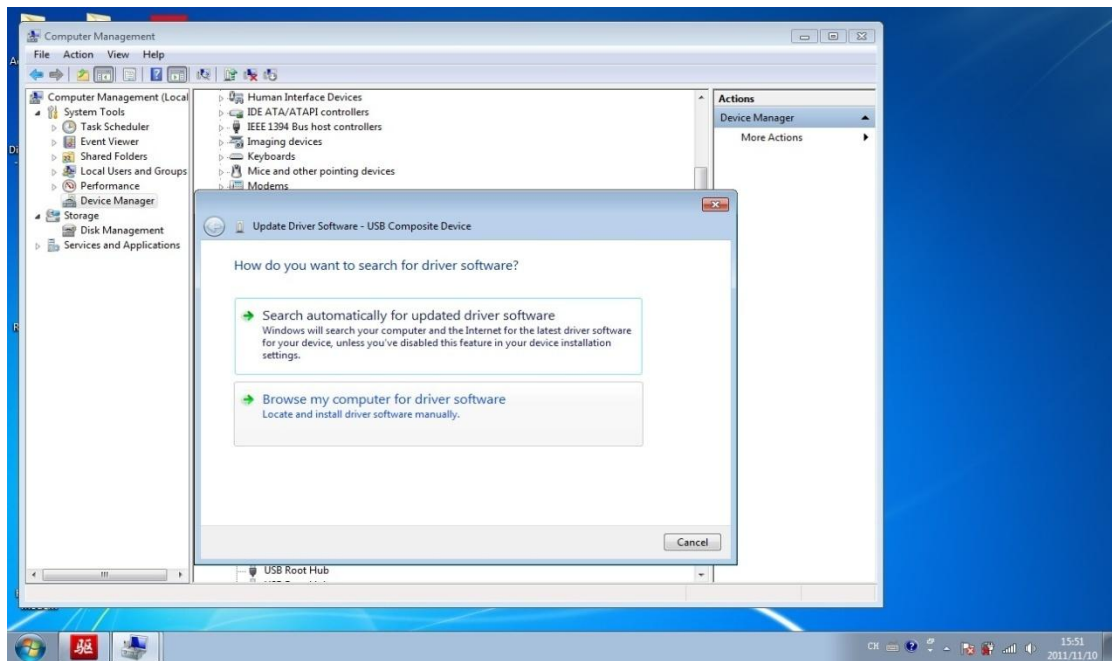 Computer Management
File Action View Help
Computer Management (Local
System Tools
Task Scheduler
Event Viewer
Shared Folders
Local Users and Groups
Performance
Device Manager
Storage
Disk Management
Services and Applications
Human Interface Devices
IDE ATA/ATAPI controllers
IEEE 1394 Bus host controllers
Imaging devices
Keyboards
Mice and other pointing devices
Modems
Actions
Device Manager
More Actions
Update Driver Software - USB Composite Device
How do you want to search for driver software?
Search automatically for updated driver software
Windows will search your computer and the Internet for the latest driver software
for your device, unless you've disabled this feature in your device installation
settings.
Browse my computer for driver software
Locate and install driver software manually.
Cancel
USB Root Hub
驱
CH
15:51
2011/11/10